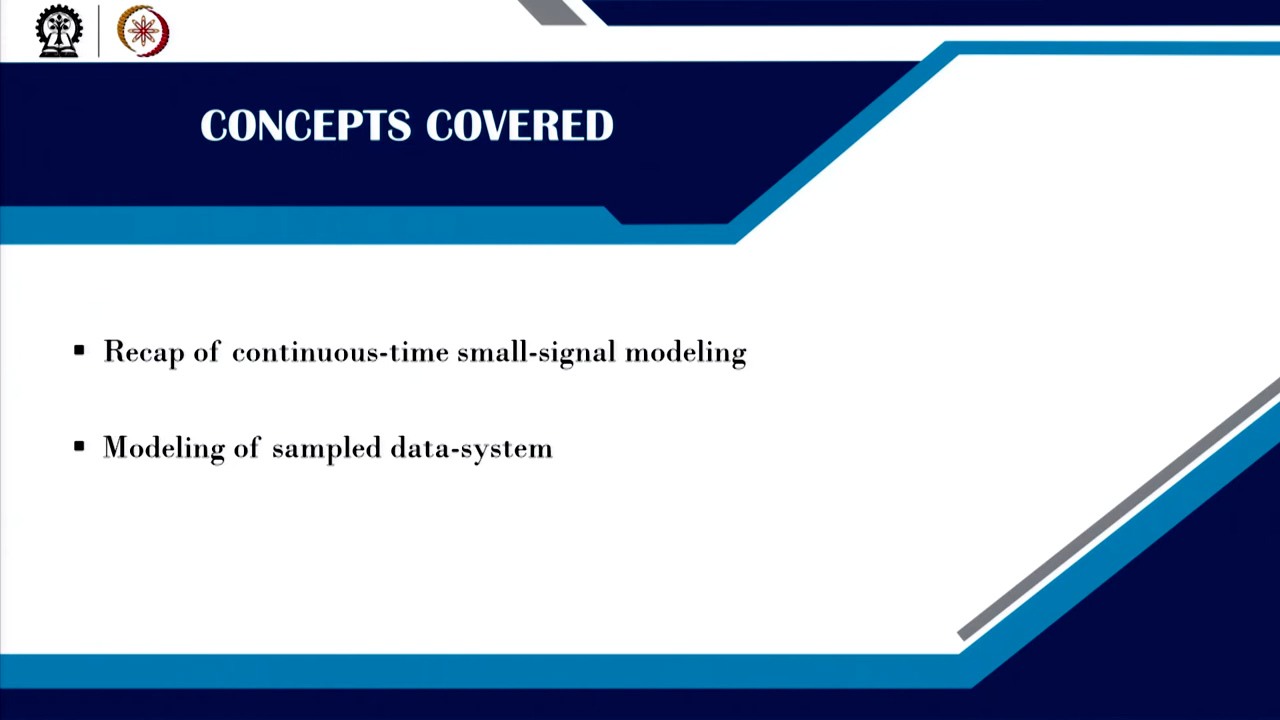 CONCEPTS COVERED
▪ Recap of continuous-time small-signal modeling
▪ Modeling of sampled data-system